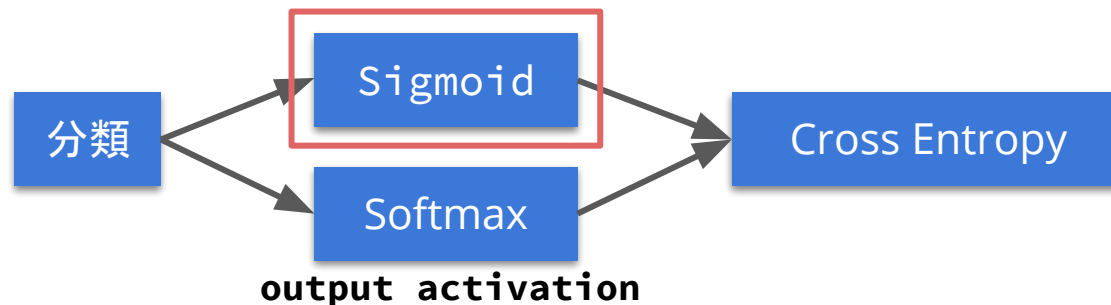 分類
Sigmoid
Softmax
Cross Entropy
output activation